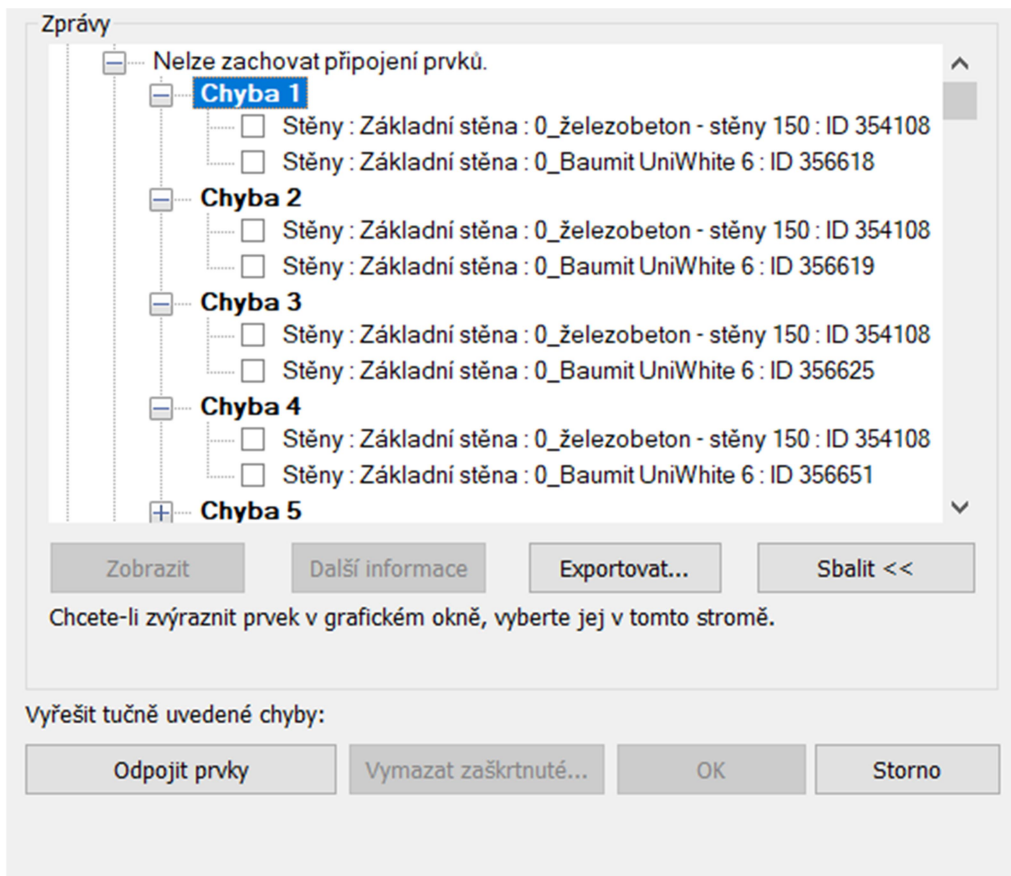 Zprávy
Nelze zachovat připojení prvků.
Chyba 1
Stěny : Základní stěna : 0_železobeton - stěny 150 : ID 354108
Stěny : Základní stěna : 0_Baumit UniWhite 6 : ID 356618
Chyba 2
Stěny : Základní stěna : 0_železobeton - stěny 150 : ID 354108
Stěny : Základní stěna : 0_Baumit UniWhite 6 : ID 356619
Chyba 3
Stěny : Základní stěna : 0_železobeton - stěny 150 : ID 354108
Stěny : Základní stěna : 0_Baumit UniWhite 6 : ID 356625
Chyba 4
Stěny : Základní stěna : 0_železobeton - stěny 150 : ID 354108
Stěny : Základní stěna : 0_Baumit UniWhite 6 : ID 356651
Chyba 5
Zobrazit Další informace Exportovat... Sbalit <<
Chcete-li zvýraznit prvek v grafickém okně, vyberte jej v tomto stromě.
Vyřešit tučně uvedené chyby:
Odpojit prvky Vymazat zaškrtnuté... OK Storno